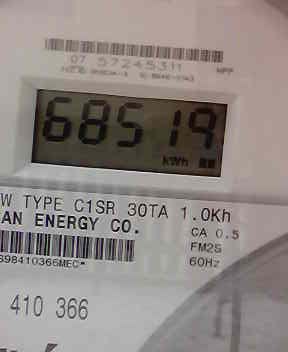 07 57245311
68519
kWh
W TYPE C1SR 30TA 1.0Kh
AN ENERGY CO.
CA 0.5
FM2S
60Hz
898410366MEC
410 366